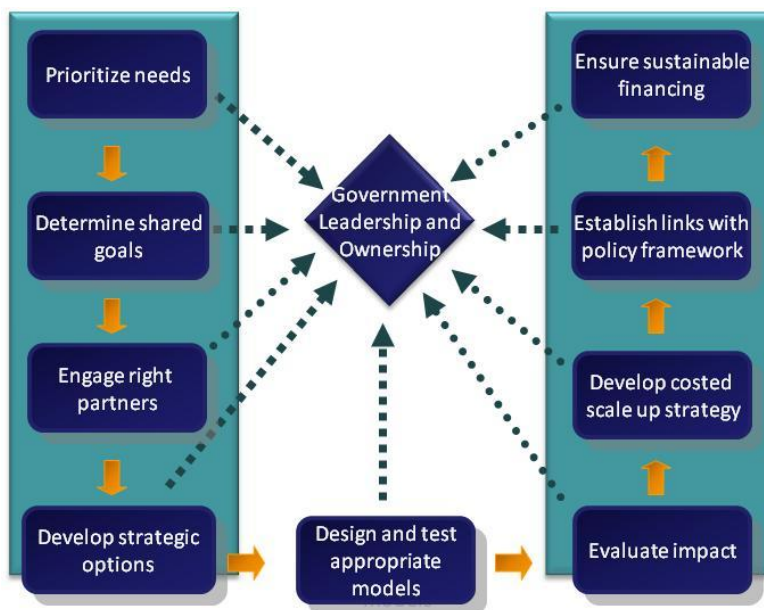 Prioritize needs
Determine shared
goals
Engage right
partners
Develop strategic
options
Government
Leadership and
Ownership
Design and test
appropriate
models
Ensure sustainable
financing
Establish links with
policy framework
Develop costed
scale up strategy
Evaluate impact